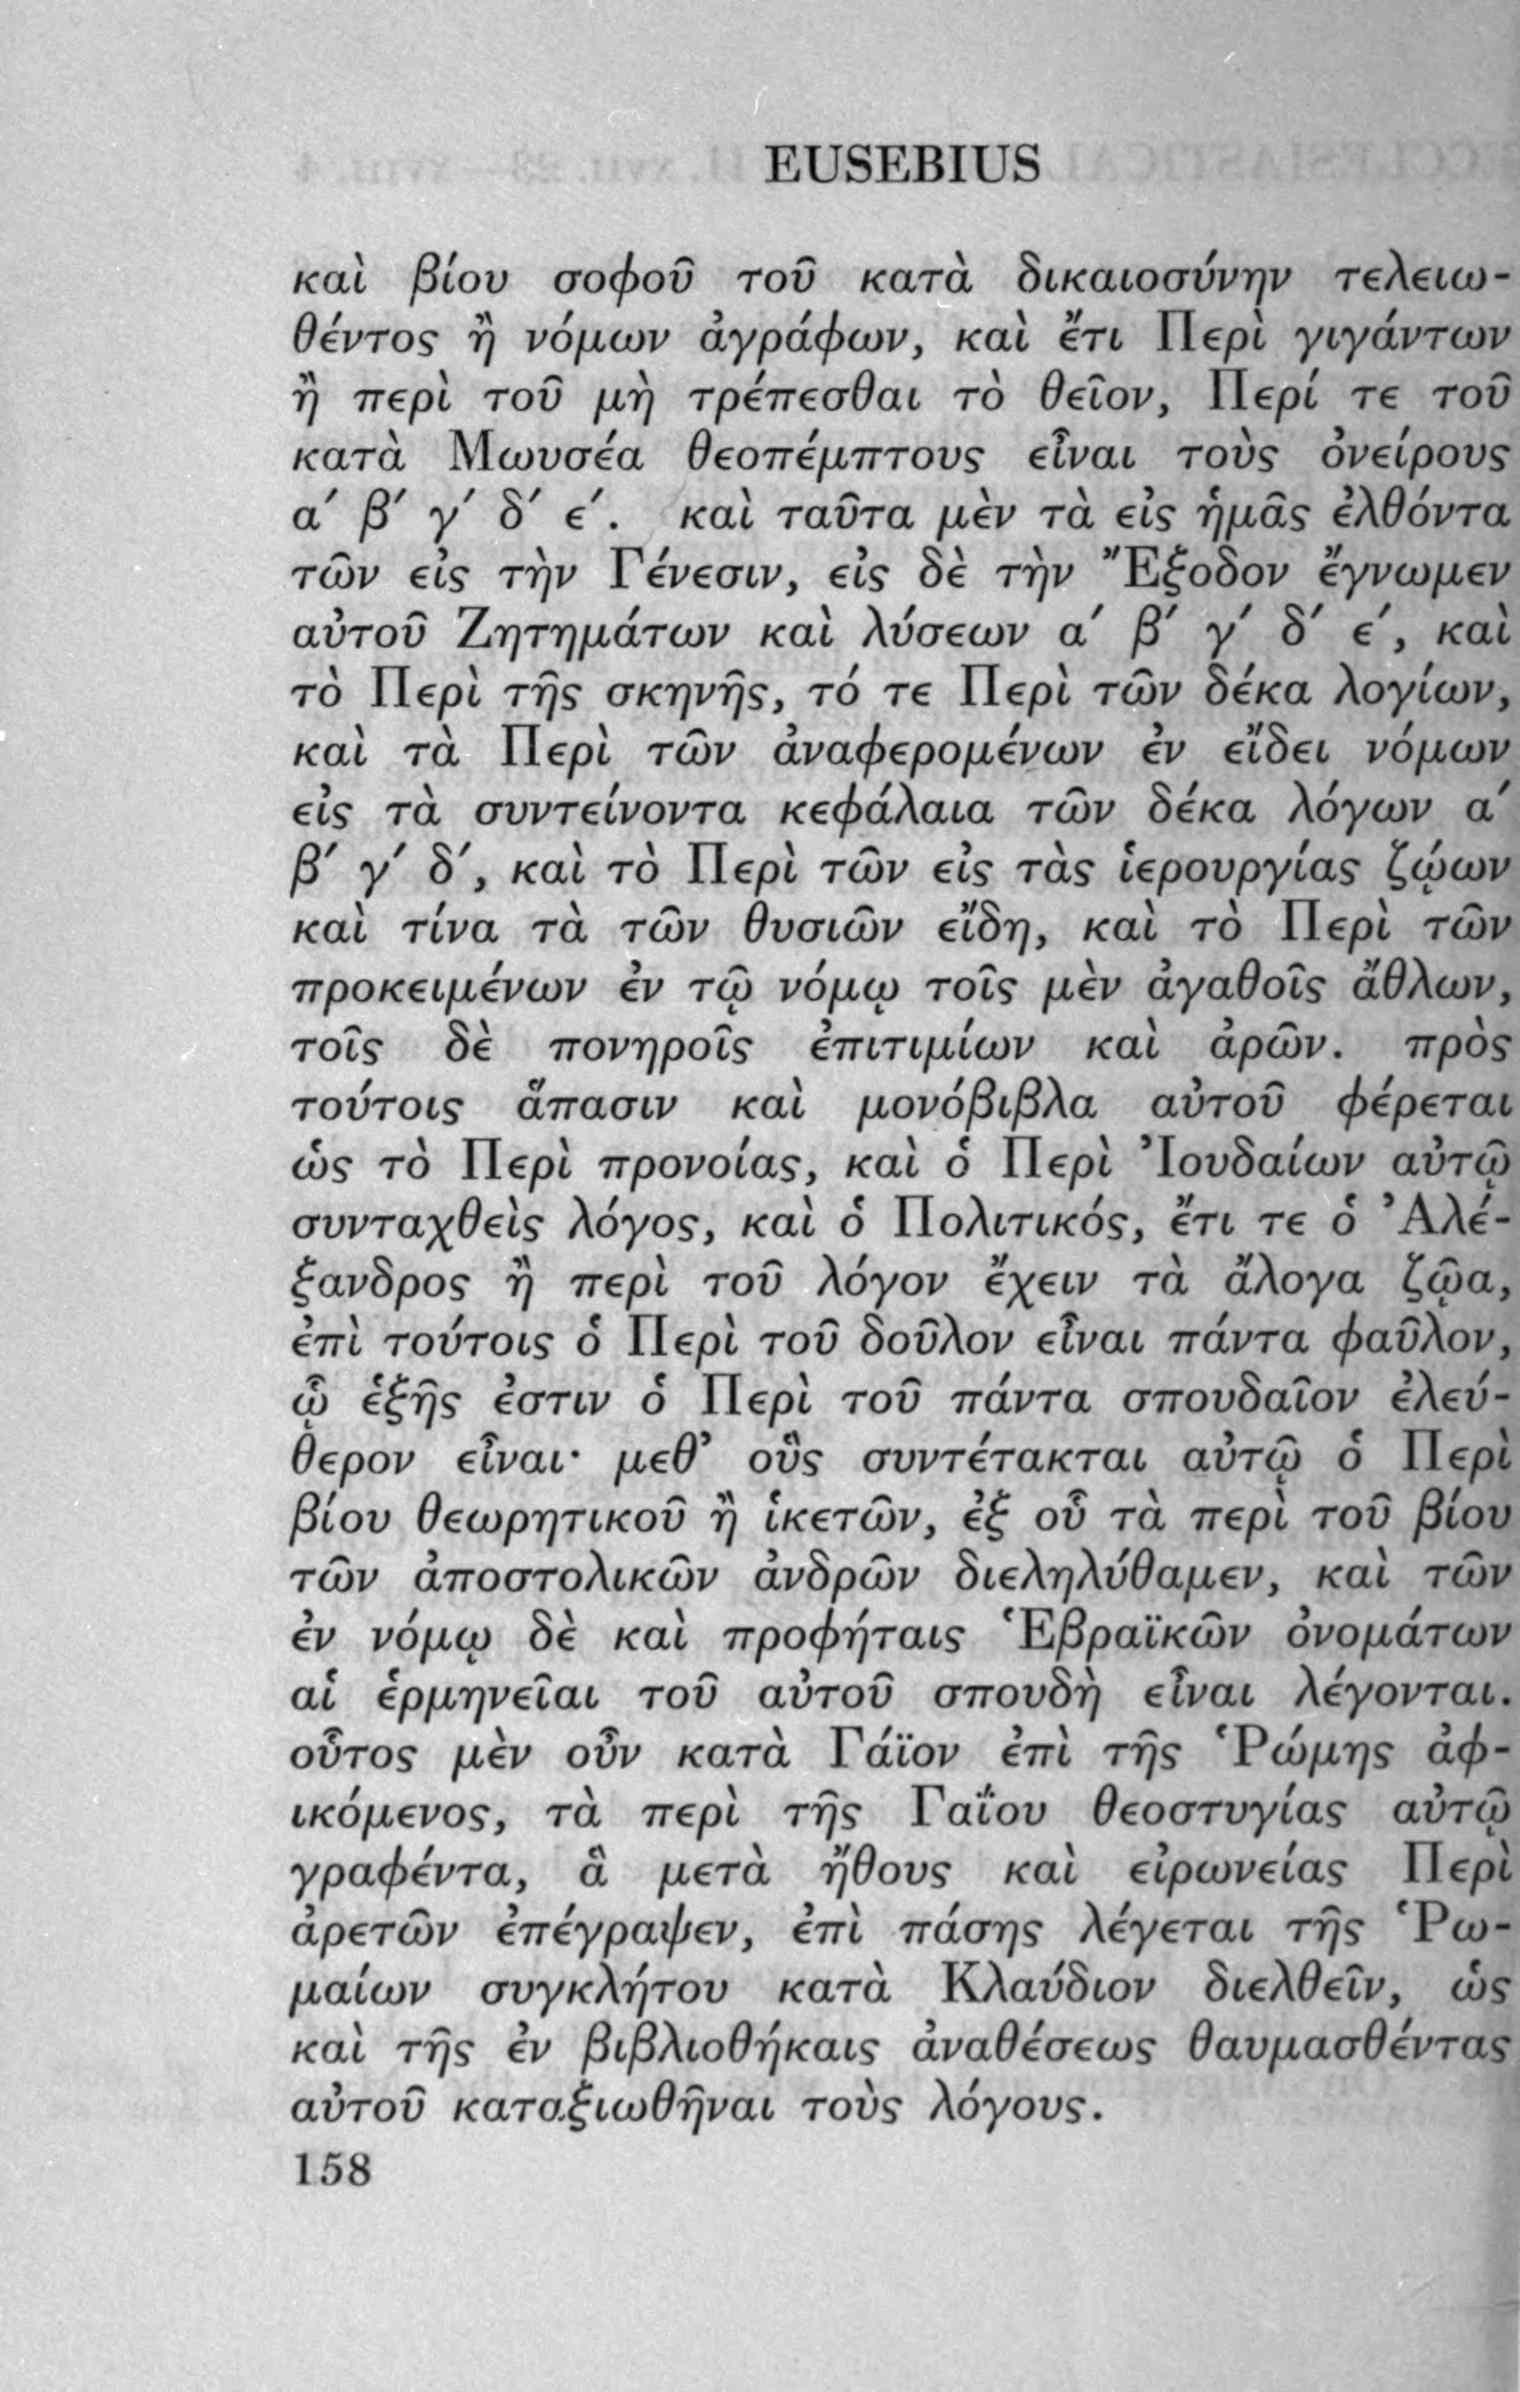 EUSEBIUS
καὶ βίου σοφοῦ τοῦ κατὰ δικαιοσύνην τελειω-
θέντος ἢ νόμων ἀγράφων, καὶ ἔτι Περὶ γιγάντων
ἢ περὶ τοῦ μὴ τρέπεσθαι τὸ θεῖον, Περί τε τοῦ
κατὰ Μωυσέα θεοπέμπτους εἶναι τοὺς ὀνείρους
α′ β′ γ′ δ′ ε′. καὶ ταῦτα μὲν τὰ εἰς ἡμᾶς ἐλθόντα
τῶν εἰς τὴν Γένεσιν, εἰς δὲ τὴν Ἔξοδον ἔγνωμεν
αὐτοῦ Ζητημάτων καὶ λύσεων α′ β′ γ′ δ′ ε′, καὶ
τὸ Περὶ τῆς σκηνῆς, τό τε Περὶ τῶν δέκα λογίων,
καὶ τὰ Περὶ τῶν ἀναφερομένων ἐν εἴδει νόμων
εἰς τὰ συντείνοντα κεφάλαια τῶν δέκα λόγων α′
β′ γ′ δ′, καὶ τὸ Περὶ τῶν εἰς τὰς ἱερουργίας ζῴων
καὶ τίνα τὰ τῶν θυσιῶν εἴδη, καὶ τὸ Περὶ τῶν
προκειμένων ἐν τῷ νόμῳ τοῖς μὲν ἀγαθοῖς ἄθλων,
τοῖς δὲ πονηροῖς ἐπιτιμίων καὶ ἀρῶν. πρὸς
τούτοις ἅπασιν καὶ μονόβιβλα αὐτοῦ φέρεται
ὡς τὸ Περὶ προνοίας, καὶ ὁ Περὶ Ἰουδαίων αὐτῷ
συνταχθεὶς λόγος, καὶ ὁ Πολιτικός, ἔτι τε ὁ Ἀλέ-
ξανδρος ἢ περὶ τοῦ λόγον ἔχειν τὰ ἄλογα ζῷα,
ἐπὶ τούτοις ὁ Περὶ τοῦ δοῦλον εἶναι πάντα φαῦλον,
ᾧ ἑξῆς ἐστιν ὁ Περὶ τοῦ πάντα σπουδαῖον ἐλεύ-
θερον εἶναι· μεθ’ οὓς συντέτακται αὐτῷ ὁ Περὶ
βίου θεωρητικοῦ ἢ ἱκετῶν, ἐξ οὗ τὰ περὶ τοῦ βίου
τῶν ἀποστολικῶν ἀνδρῶν διεληλύθαμεν, καὶ τῶν
ἐν νόμῳ δὲ καὶ προφήταις Ἑβραϊκῶν ὀνομάτων
αἱ ἑρμηνεῖαι τοῦ αὐτοῦ σπουδὴ εἶναι λέγονται.
οὗτος μὲν οὖν κατὰ Γάϊον ἐπὶ τῆς Ῥώμης ἀφ-
ικόμενος, τὰ περὶ τῆς Γαΐου θεοστυγίας αὐτῷ
γραφέντα, ἃ μετὰ ἤθους καὶ εἰρωνείας Περὶ
ἀρετῶν ἐπέγραψεν, ἐπὶ πάσης λέγεται τῆς Ῥω-
μαίων συγκλήτου κατὰ Κλαύδιον διελθεῖν, ὡς
καὶ τῆς ἐν βιβλιοθήκαις ἀναθέσεως θαυμασθέντας
αὐτοῦ καταξιωθῆναι τοὺς λόγους.
158